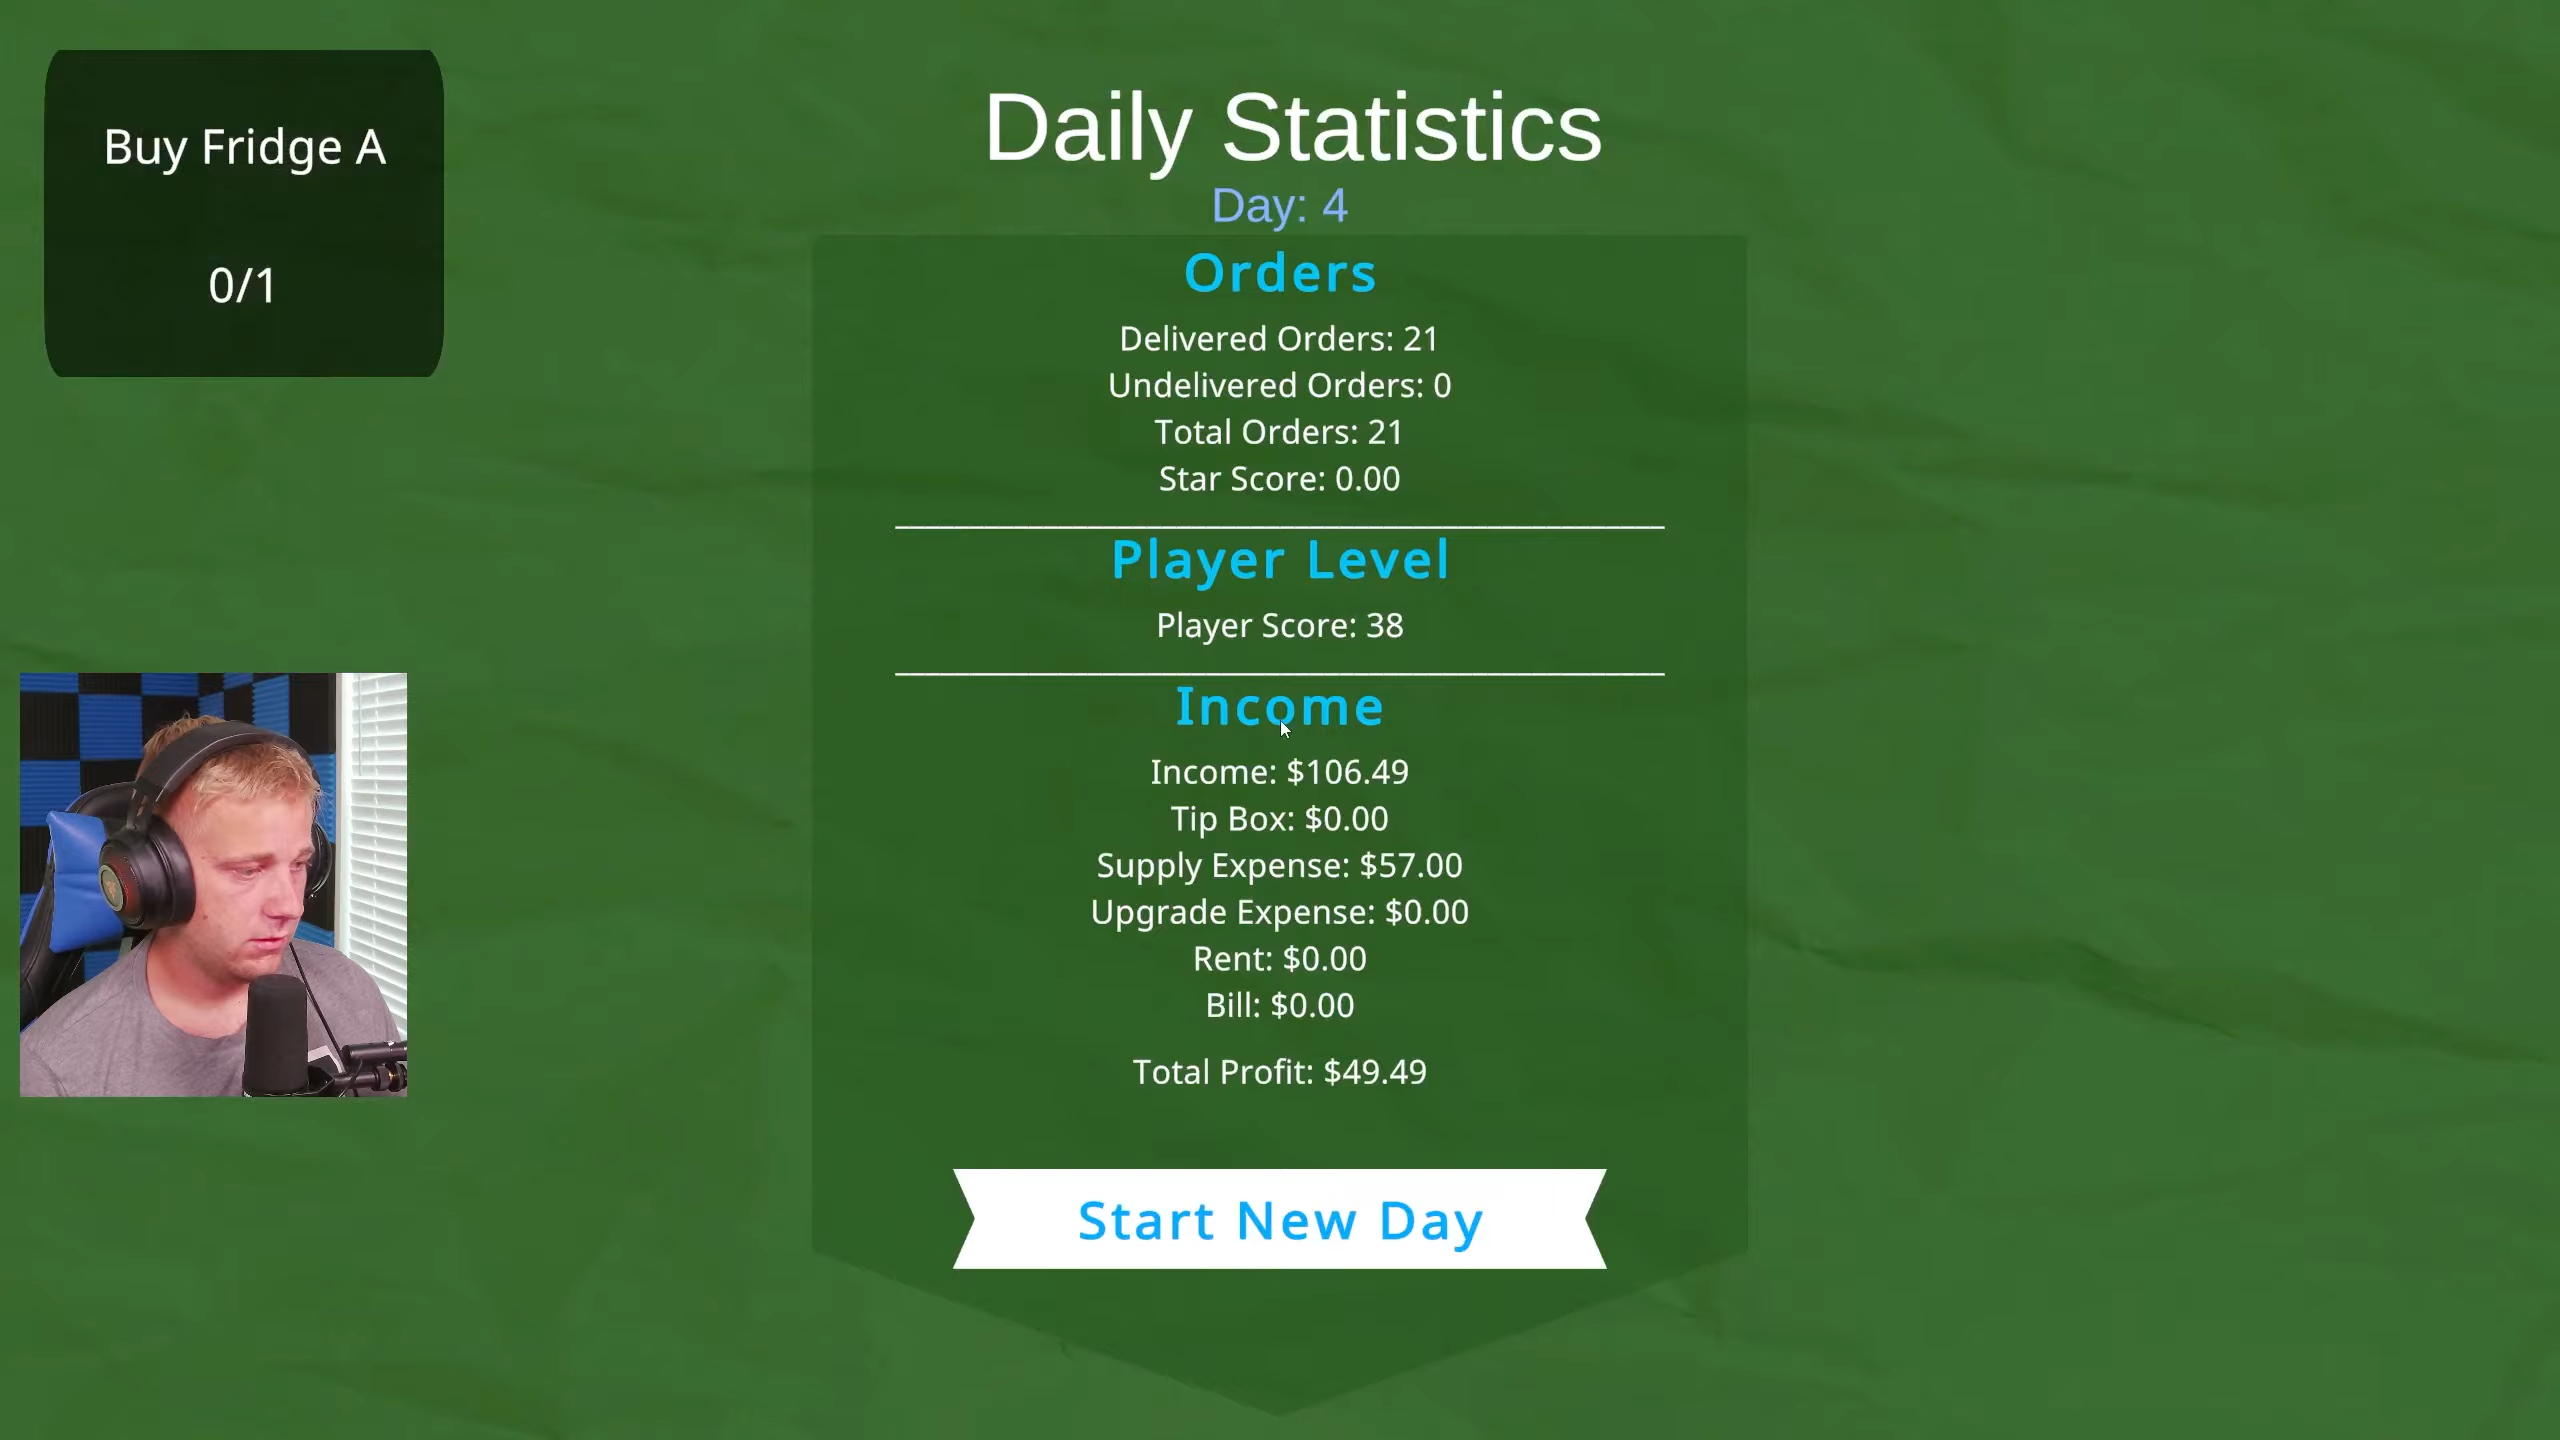 Buy Fridge A
0/1
Daily Statistics
Day: 4
Orders
Delivered Orders: 21
Undelivered Orders: 0
Total Orders: 21
Star Score: 0.00
Player Level
Player Score: 38
Income
Income: $106.49
Tip Box: $0.00
Supply Expense: $57.00
Upgrade Expense: $0.00
Rent: $0.00
Bill: $0.00
Total Profit: $49.49
Start New Day